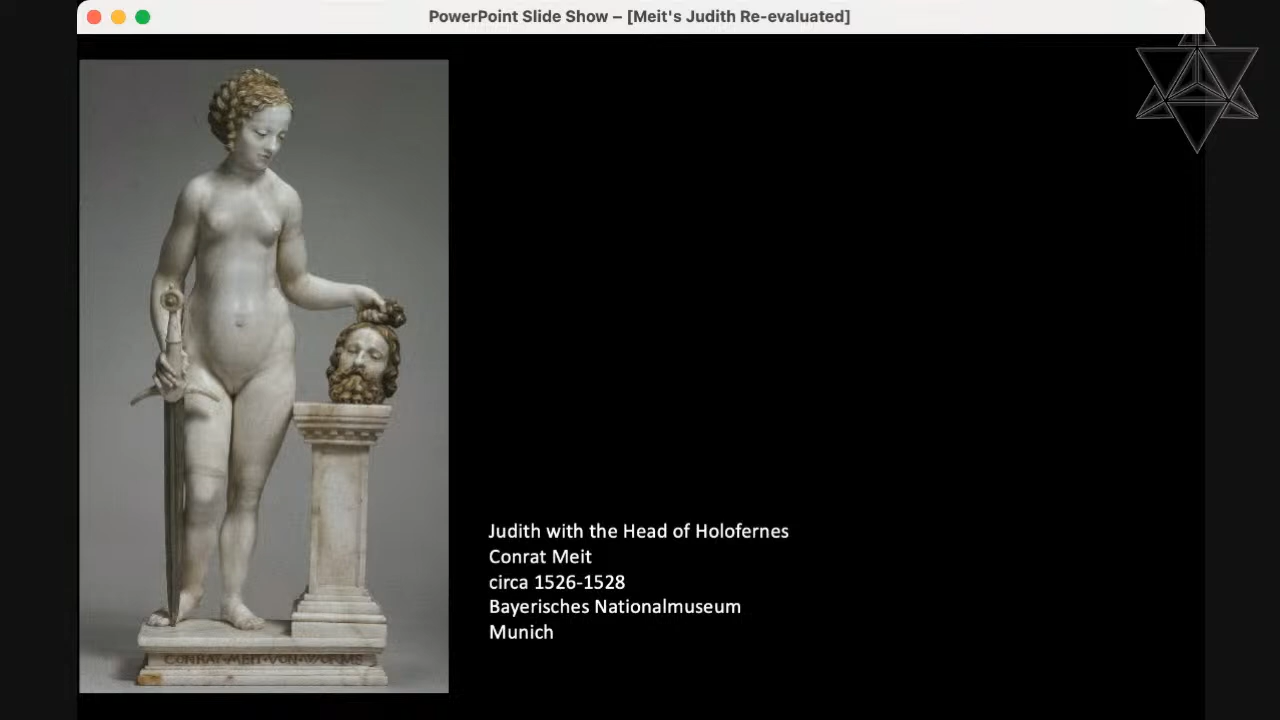 PowerPoint Slide Show – [Meit's Judith Re-evaluated]
Judith with the Head of Holofernes
Conrat Meit
circa 1526-1528
Bayerisches Nationalmuseum
Munich
CONRAT·MEIT·VON·WORMS